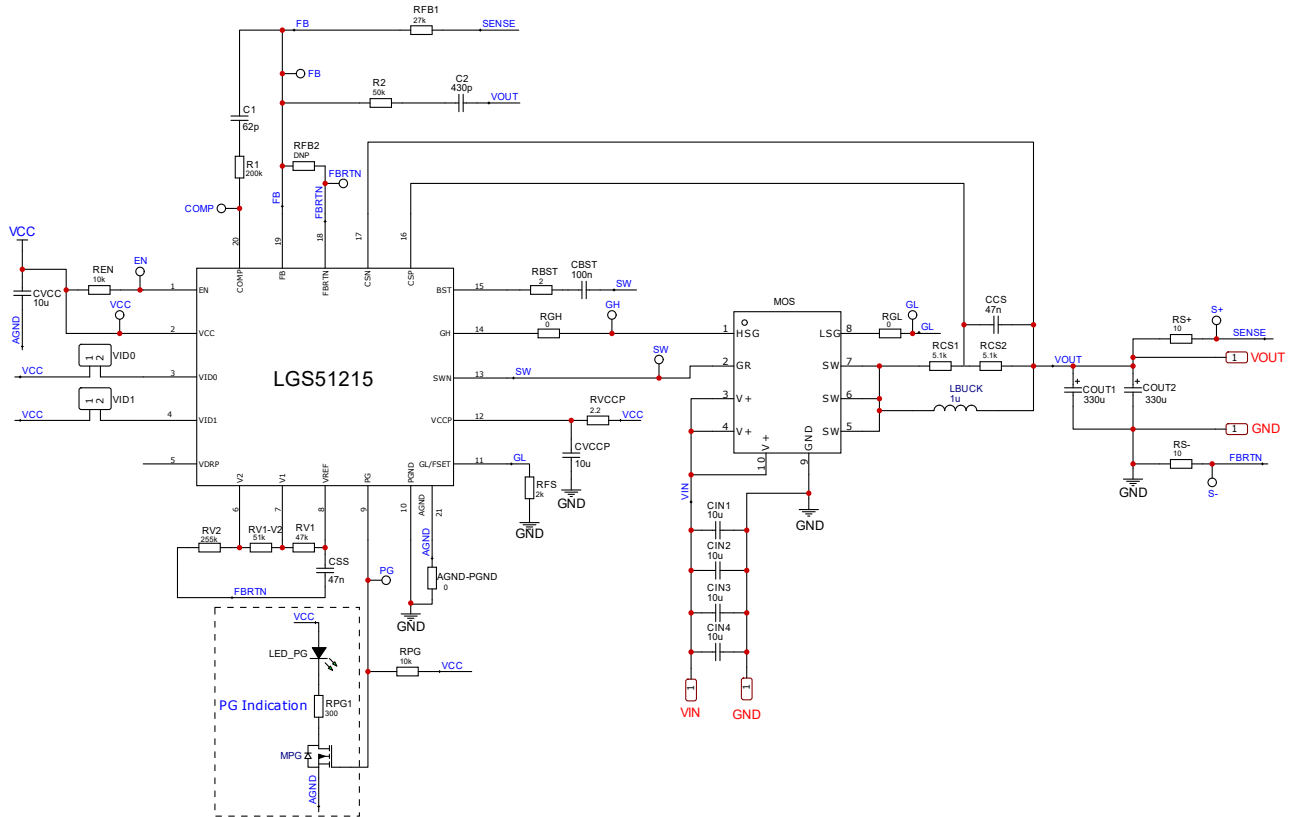 FB
RFB1
27k
SENSE
FB
R2
50k
C2
430p
VOUT
C1
62p
R1
200k
RFB2
DNP
FBRTN
FB
FBRTN
COMP
20
19
18
17
16
VCC
CVCC
10u
AGND
REN
10k
EN
VCC
1
2
3
4
5
VCC
1 2
VID0
VCC
1 2
VID1
EN
VCC
VID0
VID1
VDRP
COMP
FB
FBRTN
CSN
CSP
LGS51215
BST
GH
SWN
VCCP
GL/FSET
V2
V1
VREF
PG
PGND
AGND
15
14
13
12
11
6
7
8
9
10
21
RBST
2
CBST
100n
SW
RGH
0
GH
SW
SW
RVCCP
2.2
VCC
CVCCP
10u
GND
GL
RFS
2k
GND
MOS
1
HSG
2
GR
3
V+
4
V+
V+
10
GND
9
LSG
8
SW
7
SW
6
SW
5
RGL
0
GL
GL
CCS
47n
RCS1
5.1k
RCS2
5.1k
LBUCK
1u
VOUT
COUT1
330u
COUT2
330u
RS+
10
S+
SENSE
1
VOUT
1
GND
RS-
10
FBRTN
S-
GND
VIN
GND
CIN1
10u
CIN2
10u
CIN3
10u
CIN4
10u
1
VIN
1
GND
RV2
255k
RV1-V2
51k
RV1
47k
CSS
47n
FBRTN
AGND
AGND-PGND
0
GND
PG
RPG
10k
VCC
VCC
LED_PG
PG Indication
RPG1
300
MPG
AGND